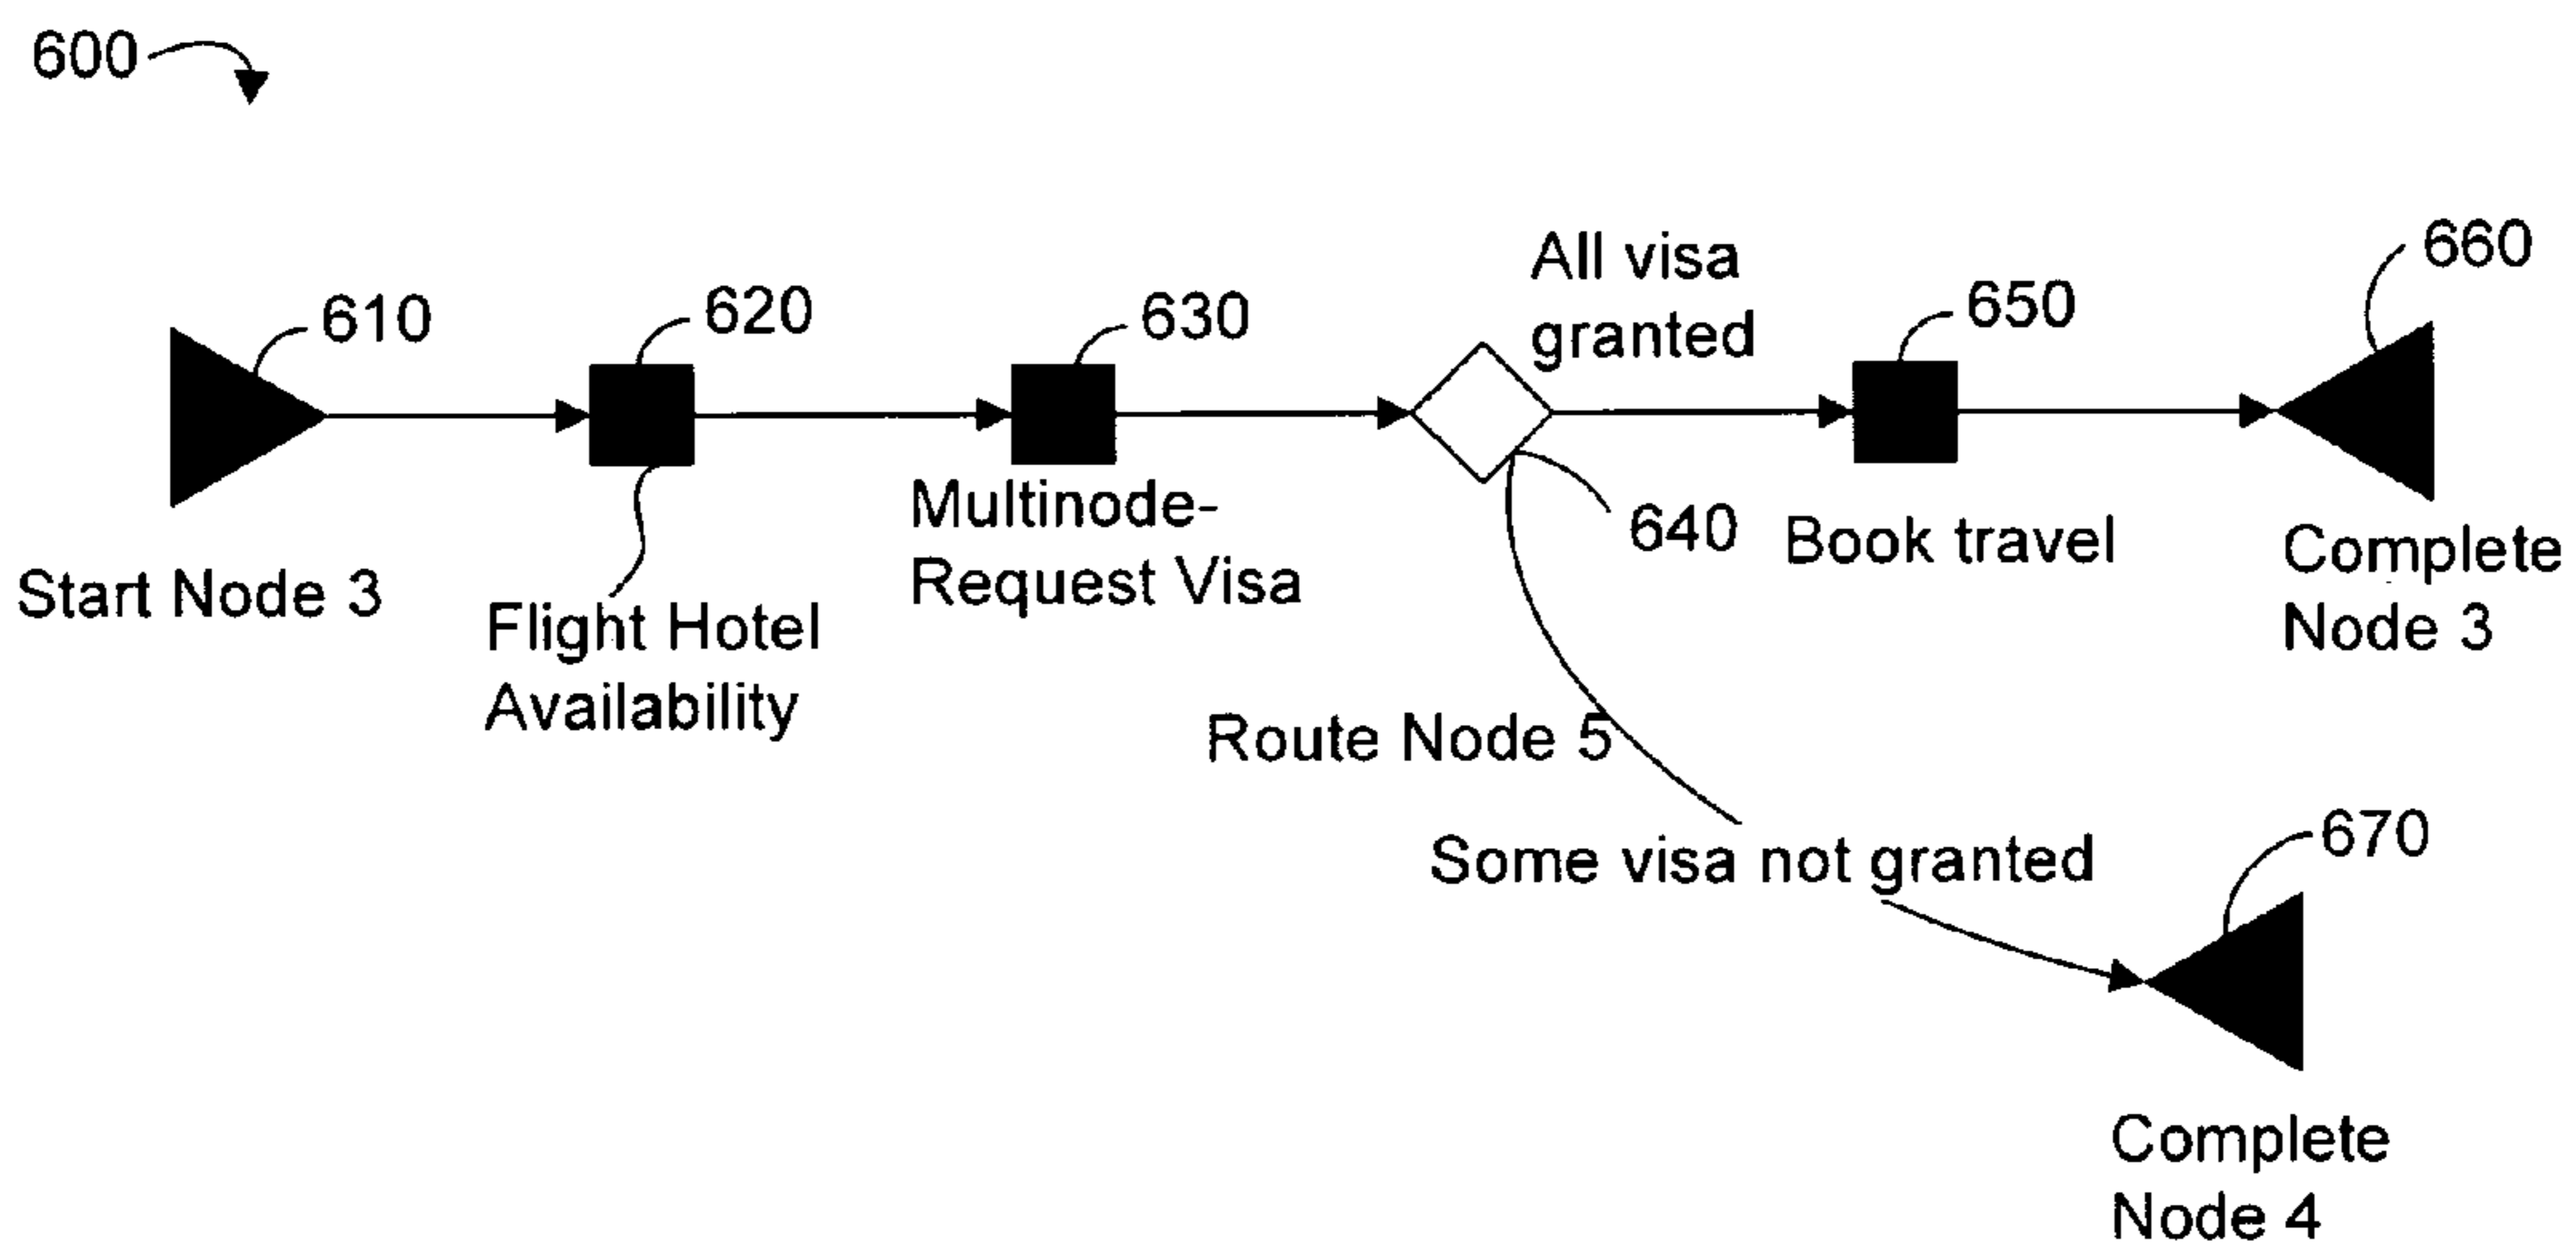 600
610
620
630
All visa
granted
650
660
640
Start Node 3
Flight Hotel
Availability
Multinode-
Request Visa
Book travel
Complete
Node 3
Route Node 5
Some visa not granted
670
Complete
Node 4